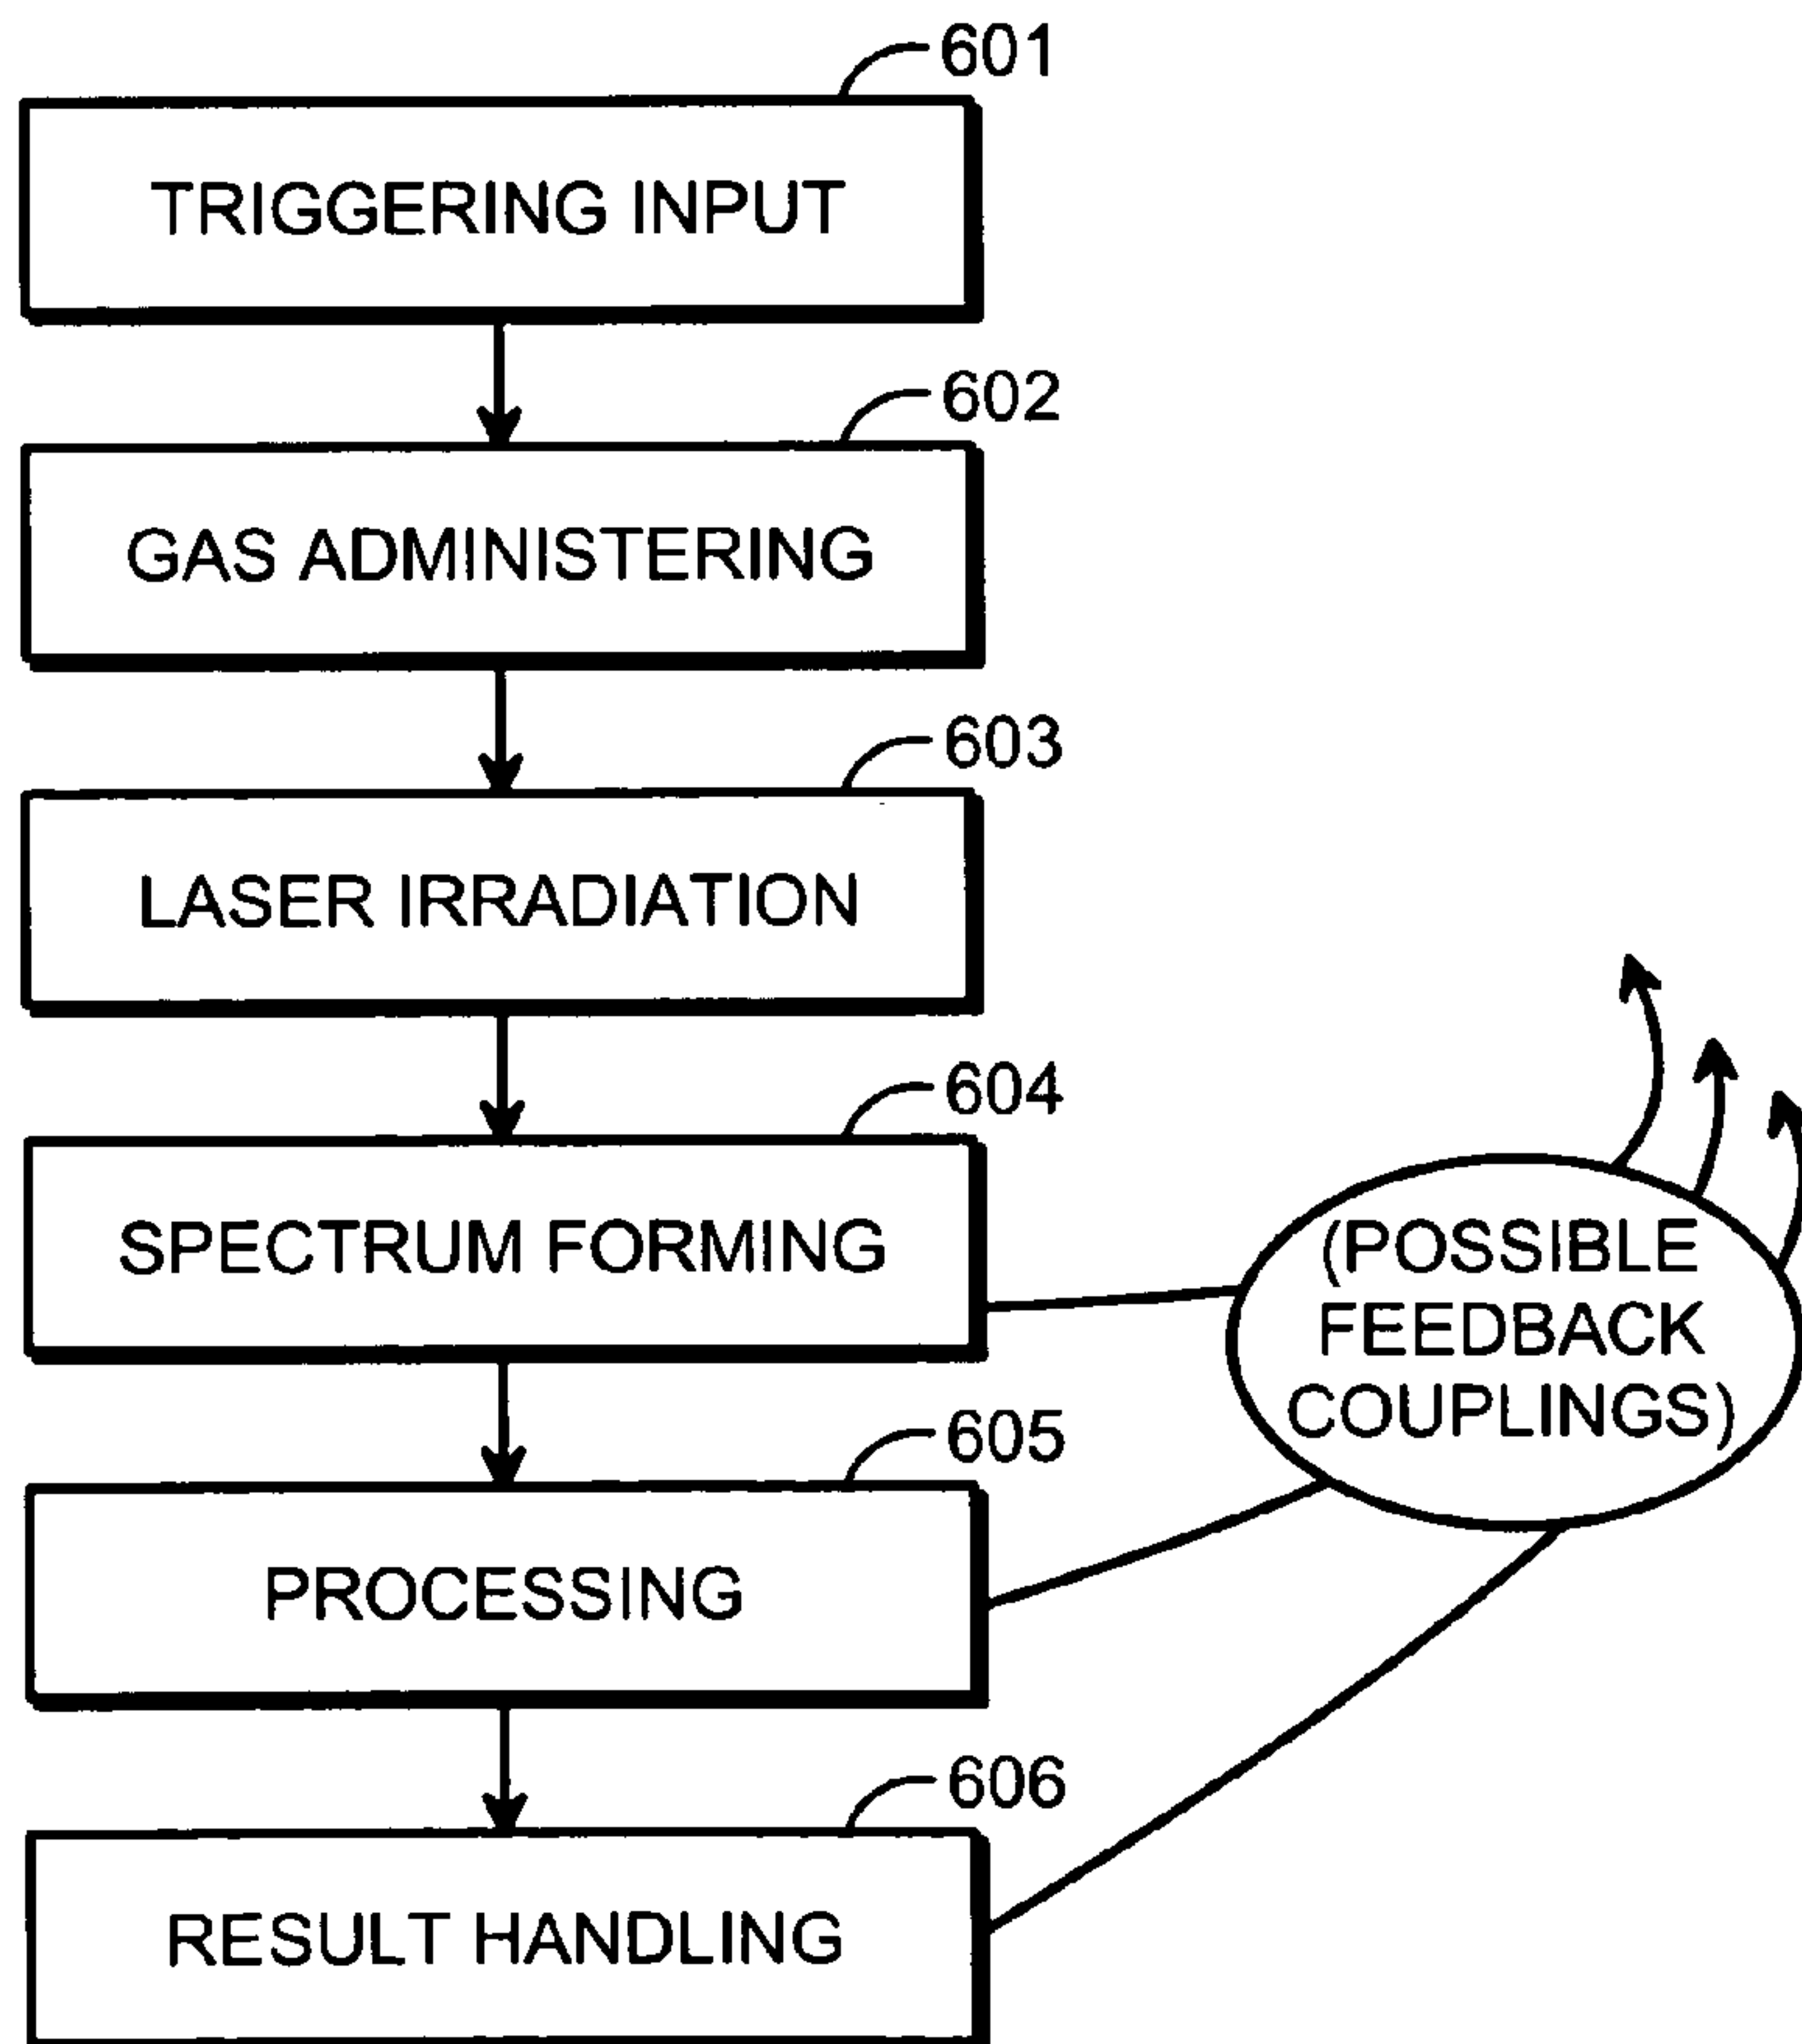 601
TRIGGERING INPUT
602
GAS ADMINISTERING
603
LASER IRRADIATION
604
SPECTRUM FORMING
(POSSIBLE
FEEDBACK
COUPLINGS)
605
PROCESSING
606
RESULT HANDLING